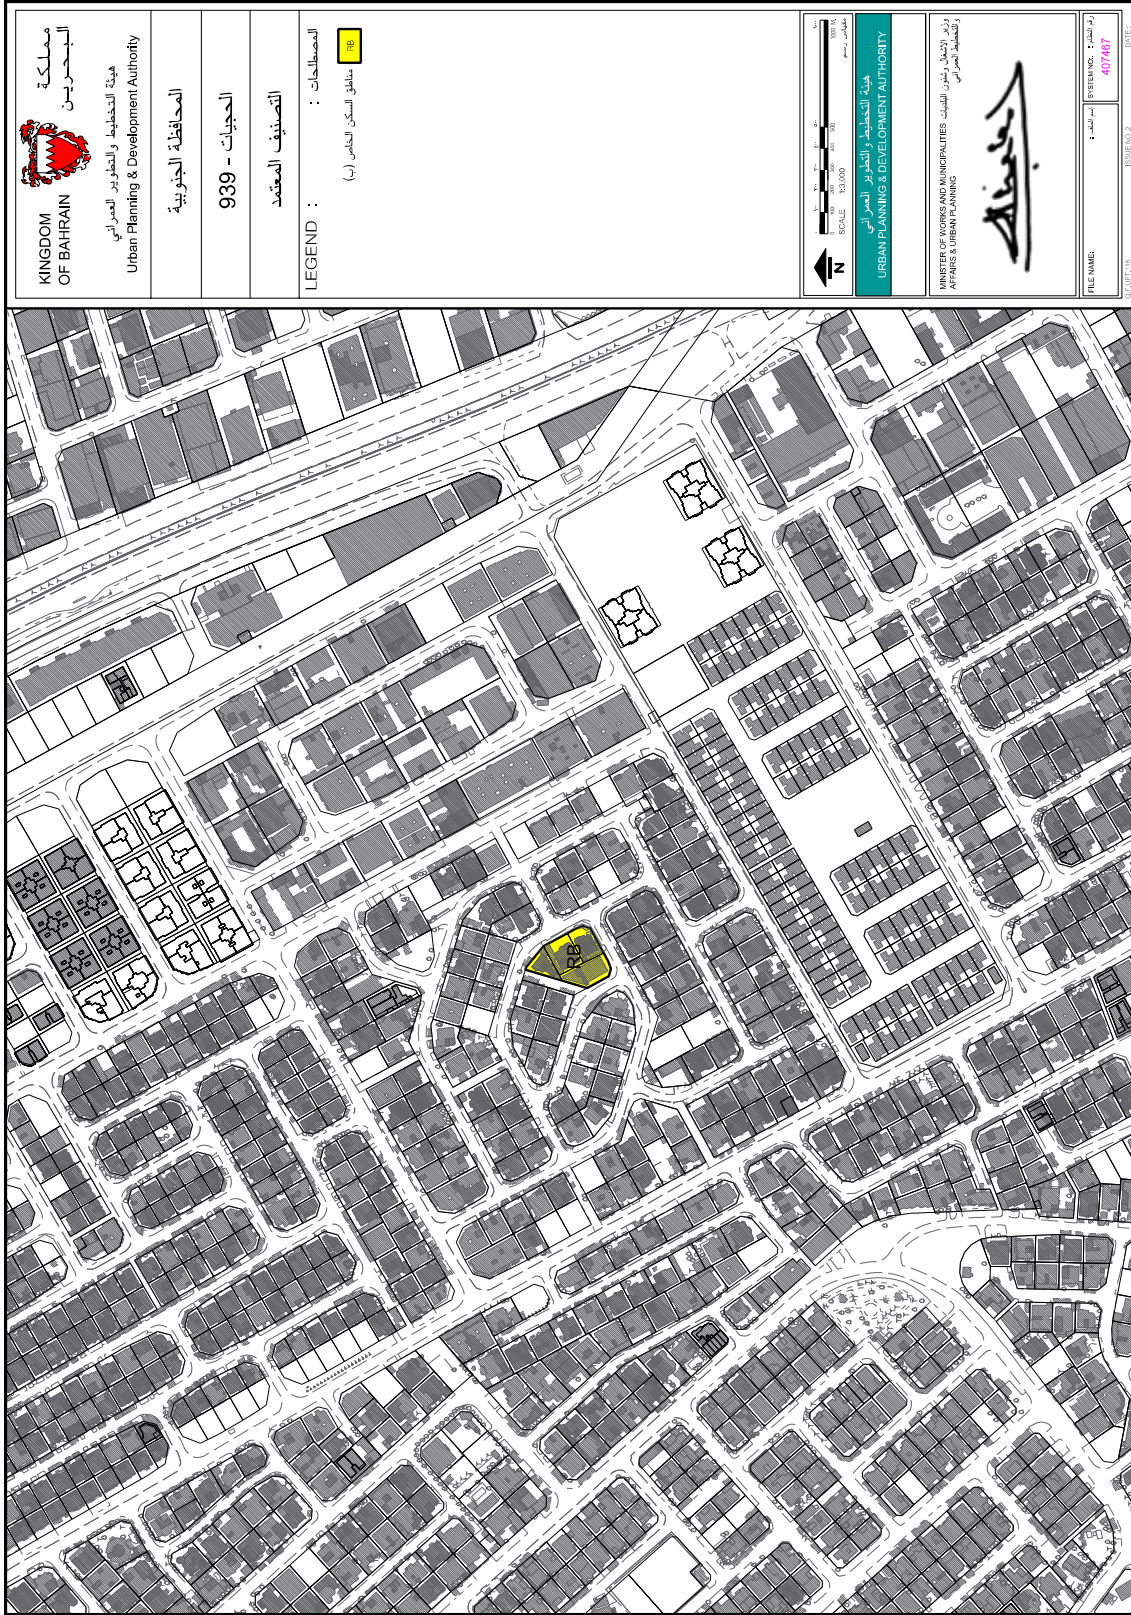 مملكة
البحرين
KINGDOM
OF BAHRAIN
هيئة التخطيط والتطوير العمراني
Urban Planning & Development Authority
المحافظة الجنوبية
الحجيات - 939
التصنيف المعتمد
LEGEND :
المصطلحات :
RB
مناطق السكن الخاص (ب)
N
مقياس رسم
SCALE 1:3,000
هيئة التخطيط والتطوير العمراني
URBAN PLANNING & DEVELOPMENT AUTHORITY
وزير الاشغال وشئون البلديات
والتخطيط العمراني
MINISTER OF WORKS AND MUNICIPALITIES
AFFAIRS & URBAN PLANNING
FILE NAME:
SYSTEM NO.:
407467
ISSUE NO. 2
DATE:
RB